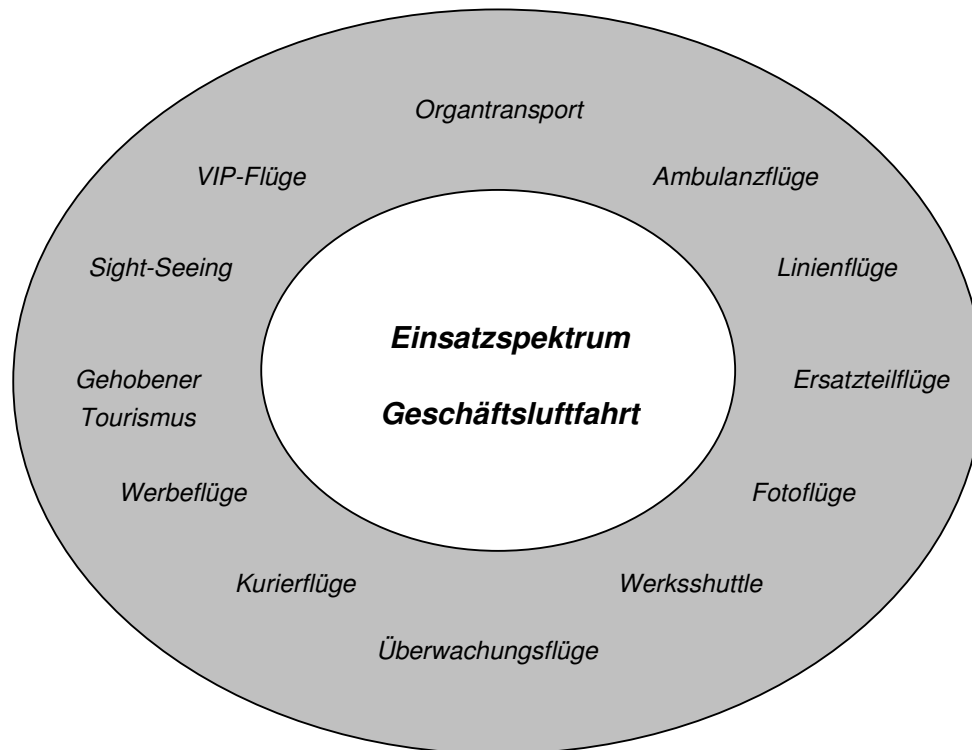 Organtransport
VIP-Flüge
Ambulanzflüge
Sight-Seeing
Linienflüge
Einsatzspektrum
Geschäftsluftfahrt
Gehobener
Tourismus
Ersatzteilflüge
Werbeflüge
Fotoflüge
Kurierflüge
Werksshuttle
Überwachungsflüge